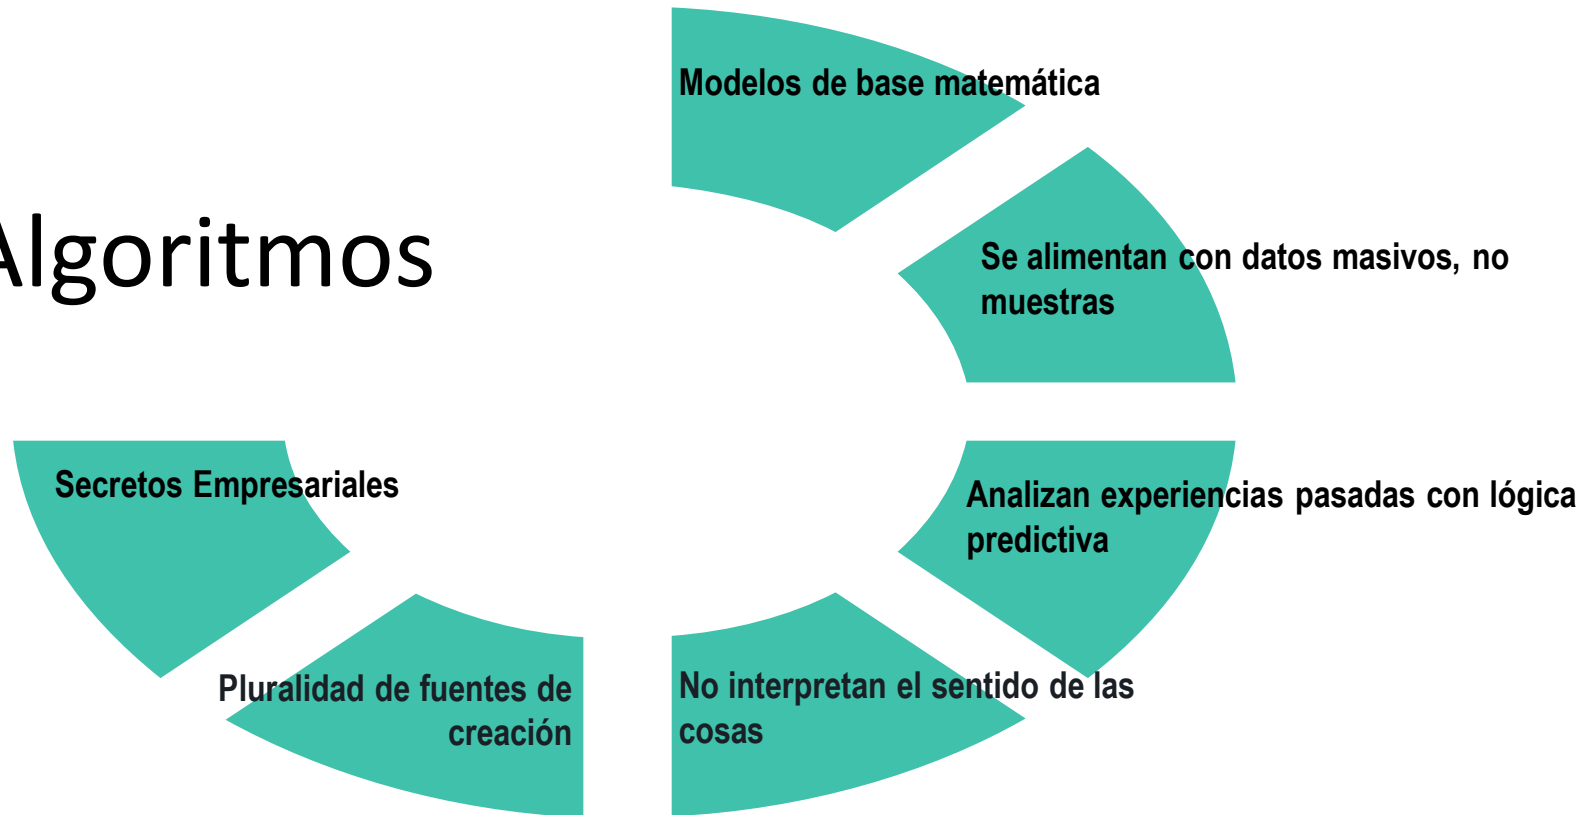 Algoritmos
Modelos de base matemática
Se alimentan con datos masivos, no
muestras
Analizan experiencias pasadas con lógica
predictiva
No interpretan el sentido de las
cosas
Pluralidad de fuentes de
creación
Secretos Empresariales